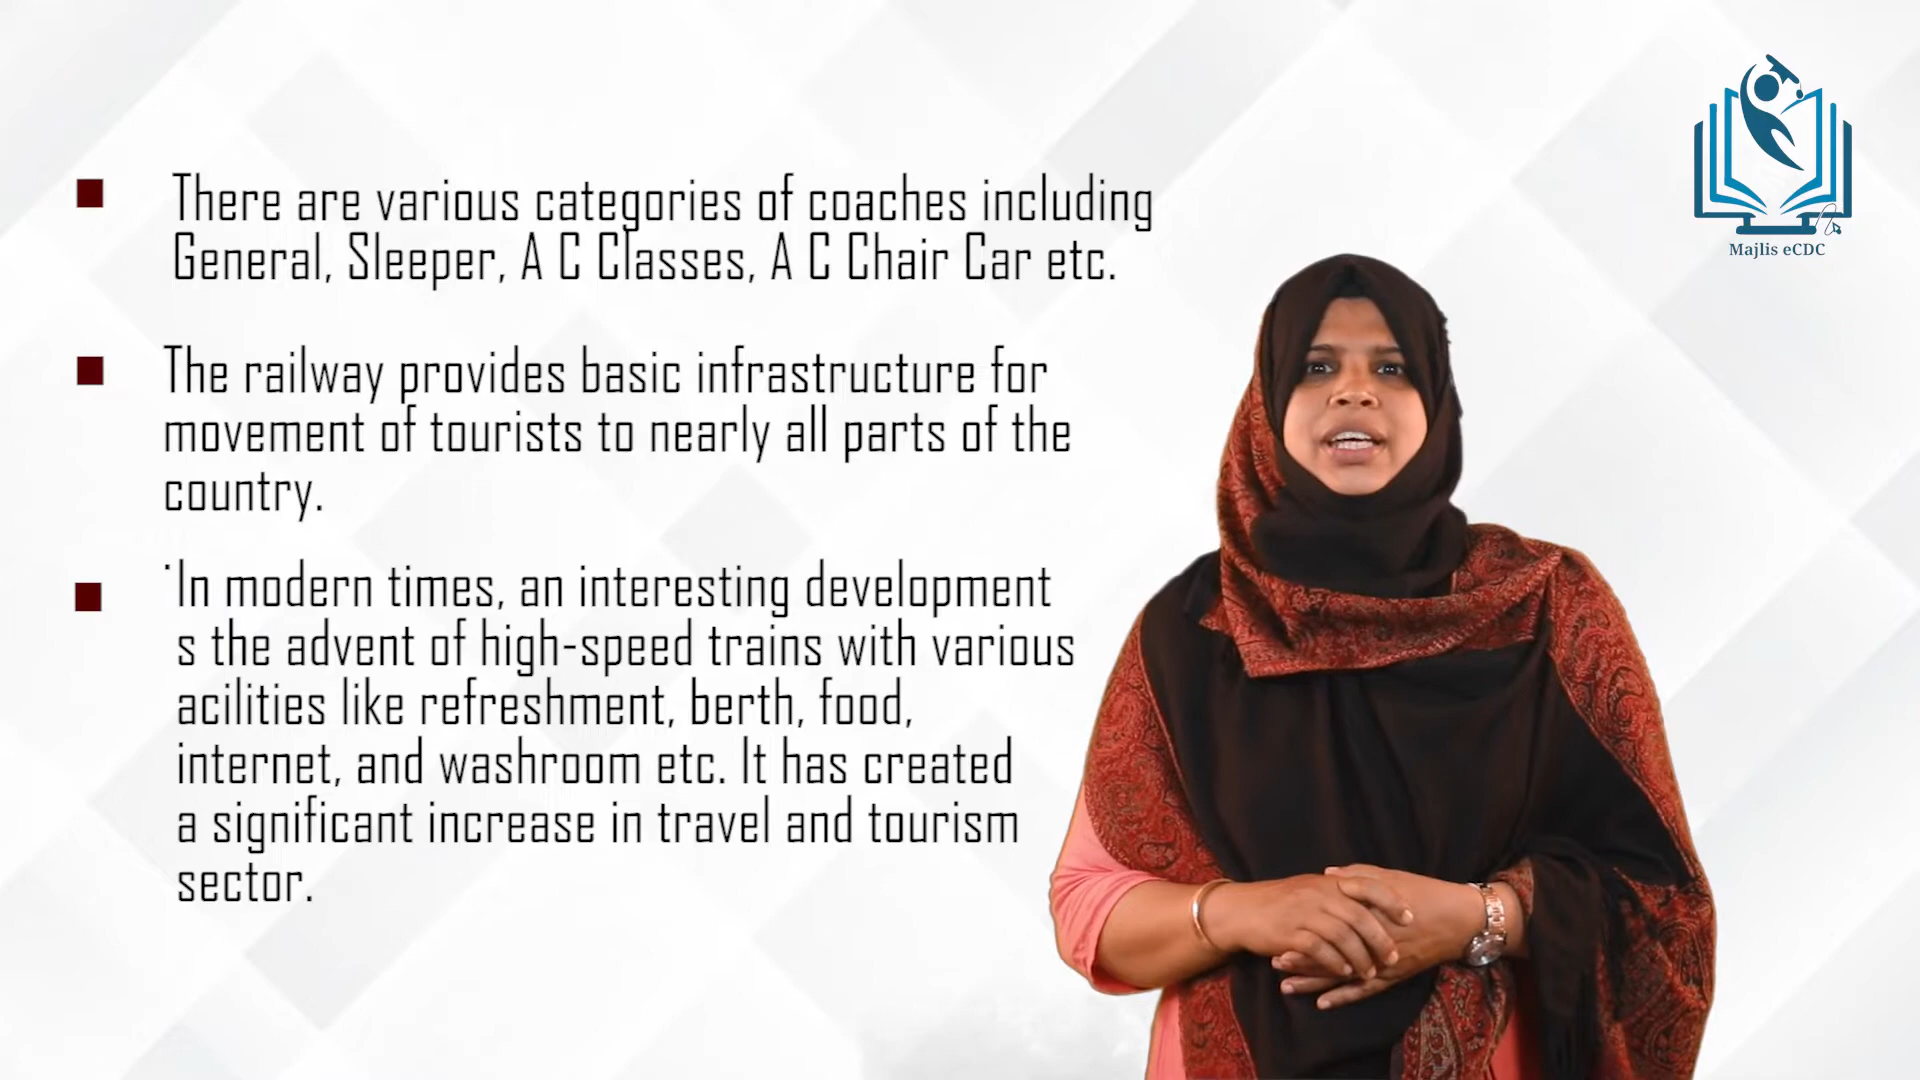 Majlis eCDC
There are various categories of coaches including
General, Sleeper, A C Classes, A C Chair Car etc.
The railway provides basic infrastructure for
movement of tourists to nearly all parts of the
country.
In modern times, an interesting development
s the advent of high-speed trains with various
acilities like refreshment, berth, food,
internet, and washroom etc. It has created
a significant increase in travel and tourism
sector.